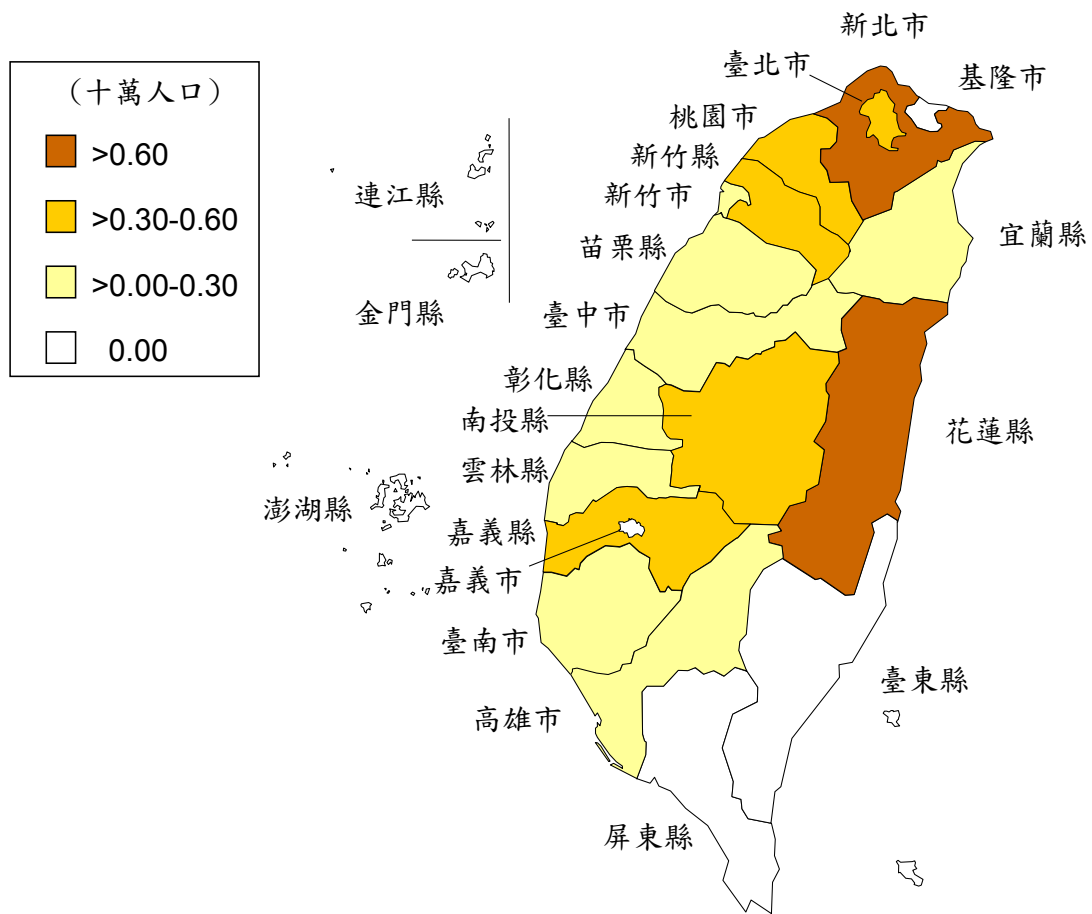 （十萬人口）
>0.60
>0.30-0.60
>0.00-0.30
0.00
新北市
臺北市
基隆市
桃園市
新竹縣
新竹市
連江縣
苗栗縣
宜蘭縣
金門縣
臺中市
彰化縣
南投縣
花蓮縣
雲林縣
澎湖縣
嘉義縣
嘉義市
臺南市
臺東縣
高雄市
屏東縣